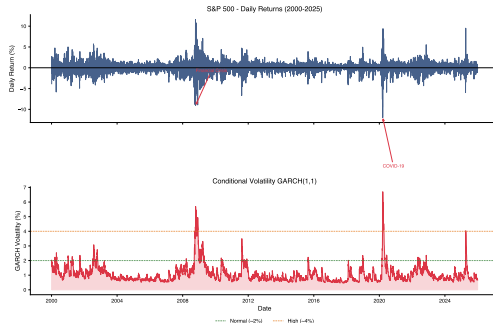 S&P 500 - Daily Returns (2000-2025)
Daily Return (%)
10
5
0
−5
−10
COVID-19
Conditional Volatility GARCH(1,1)
GARCH Volatility (%)
7
6
5
4
3
2
1
0
2000 2004 2008 2012 2016 2020 2024
Date
Normal (~2%) High (~4%)